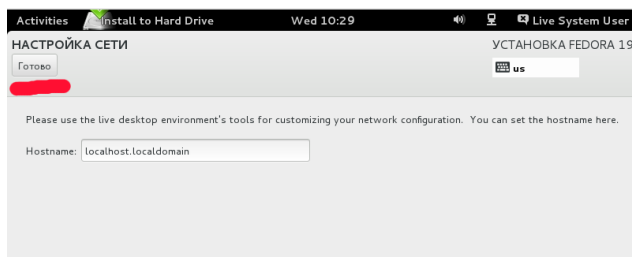 Activities Install to Hard Drive Wed 10:29 Live System User
НАСТРОЙКА СЕТИ УСТАНОВКА FEDORA 19
Готово us
Please use the live desktop environment's tools for customizing your network configuration. You can set the hostname here.
Hostname: localhost.localdomain